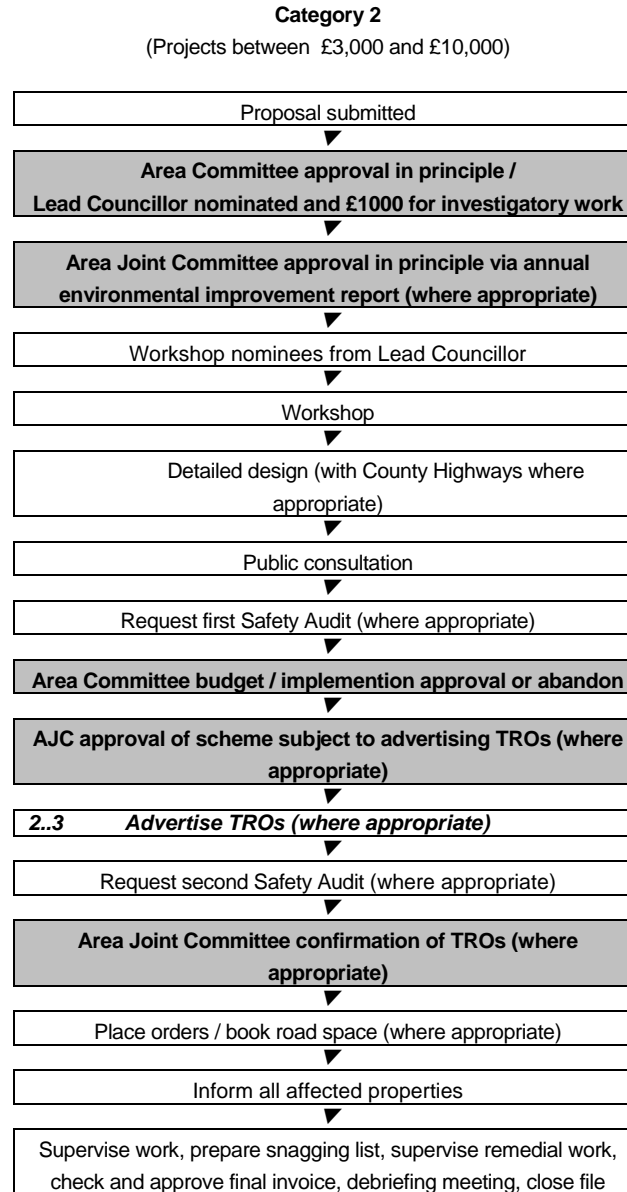 Category 2
(Projects between £3,000 and £10,000)
Proposal submitted
Area Committee approval in principle /
Lead Councillor nominated and £1000 for investigatory work
Area Joint Committee approval in principle via annual
environmental improvement report (where appropriate)
Workshop nominees from Lead Councillor
Workshop
Detailed design (with County Highways where
appropriate)
Public consultation
Request first Safety Audit (where appropriate)
Area Committee budget / implemention approval or abandon
AJC approval of scheme subject to advertising TROs (where
appropriate)
2..3 Advertise TROs (where appropriate)
Request second Safety Audit (where appropriate)
Area Joint Committee confirmation of TROs (where
appropriate)
Place orders / book road space (where appropriate)
Inform all affected properties
Supervise work, prepare snagging list, supervise remedial work,
check and approve final invoice, debriefing meeting, close file